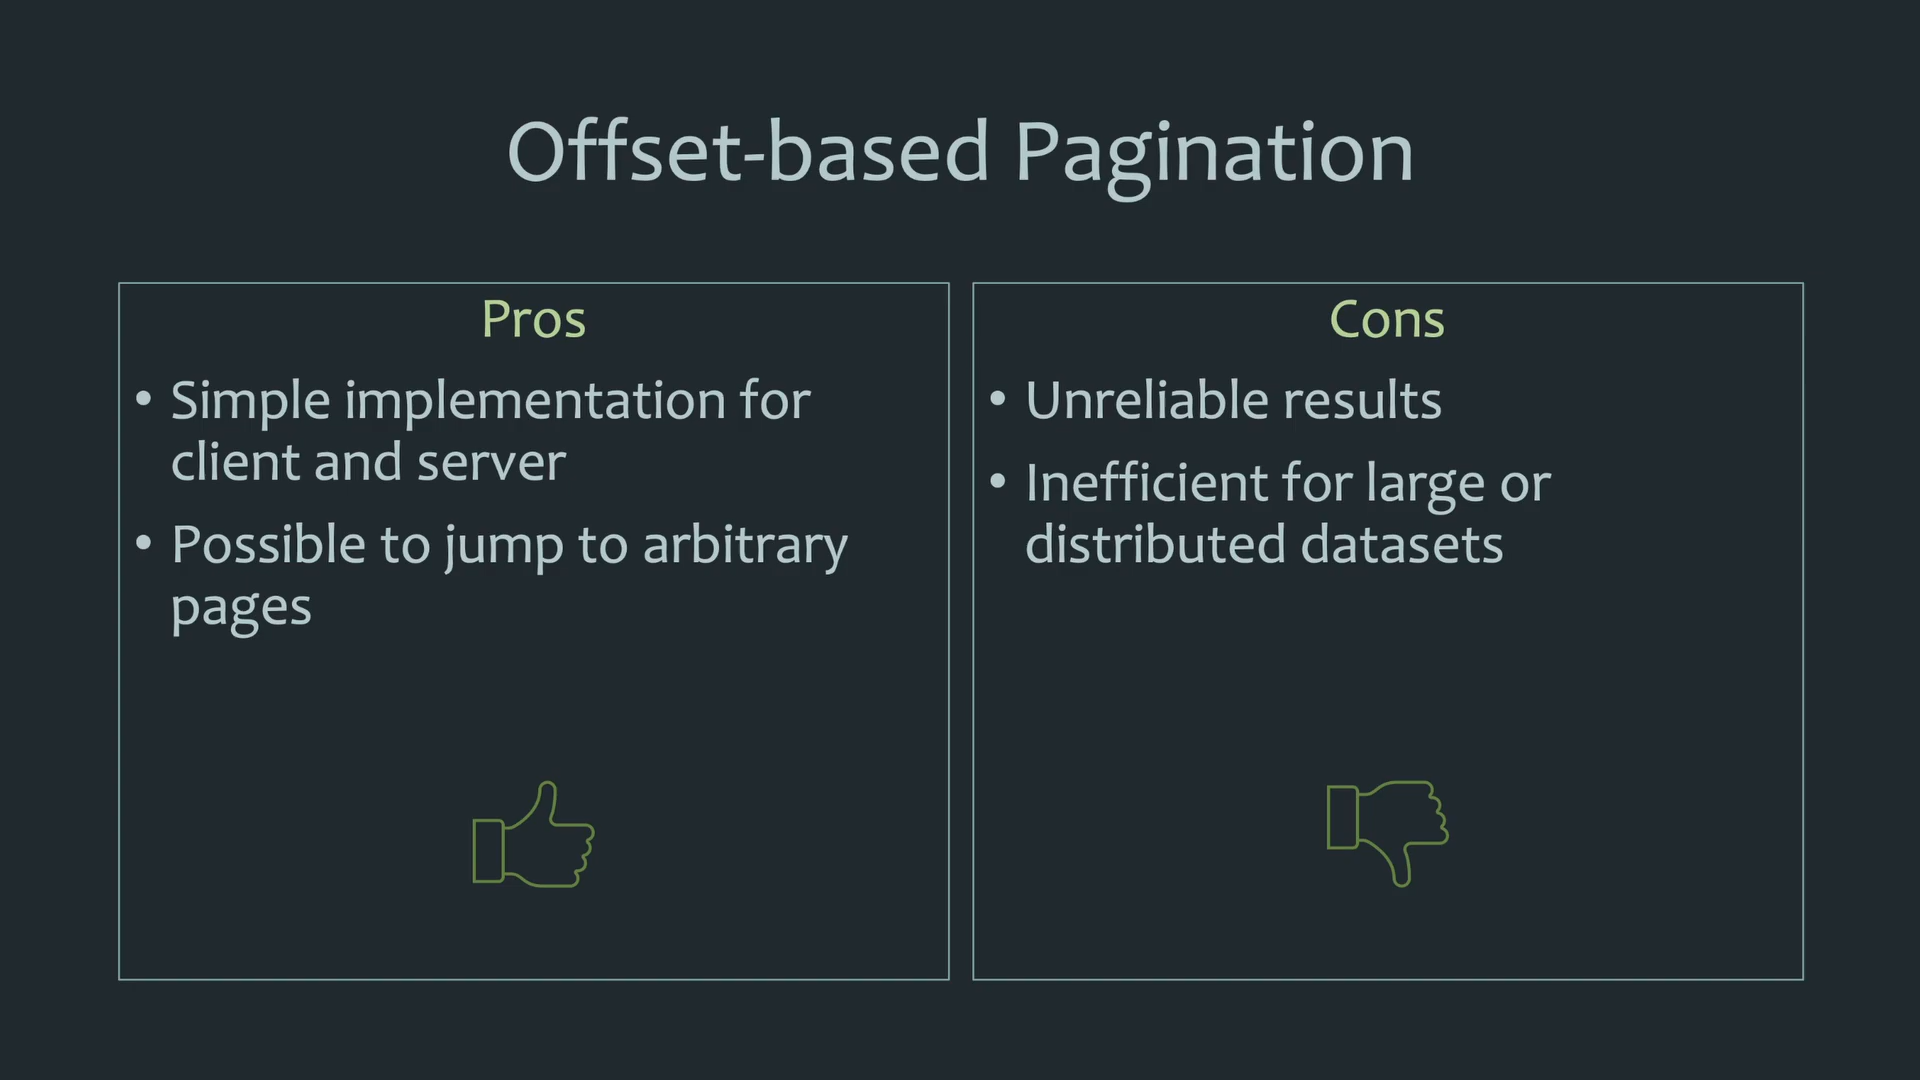 Offset-based Pagination
Pros
• Simple implementation for
client and server
• Possible to jump to arbitrary
pages
Cons
• Unreliable results
• Inefficient for large or
distributed datasets